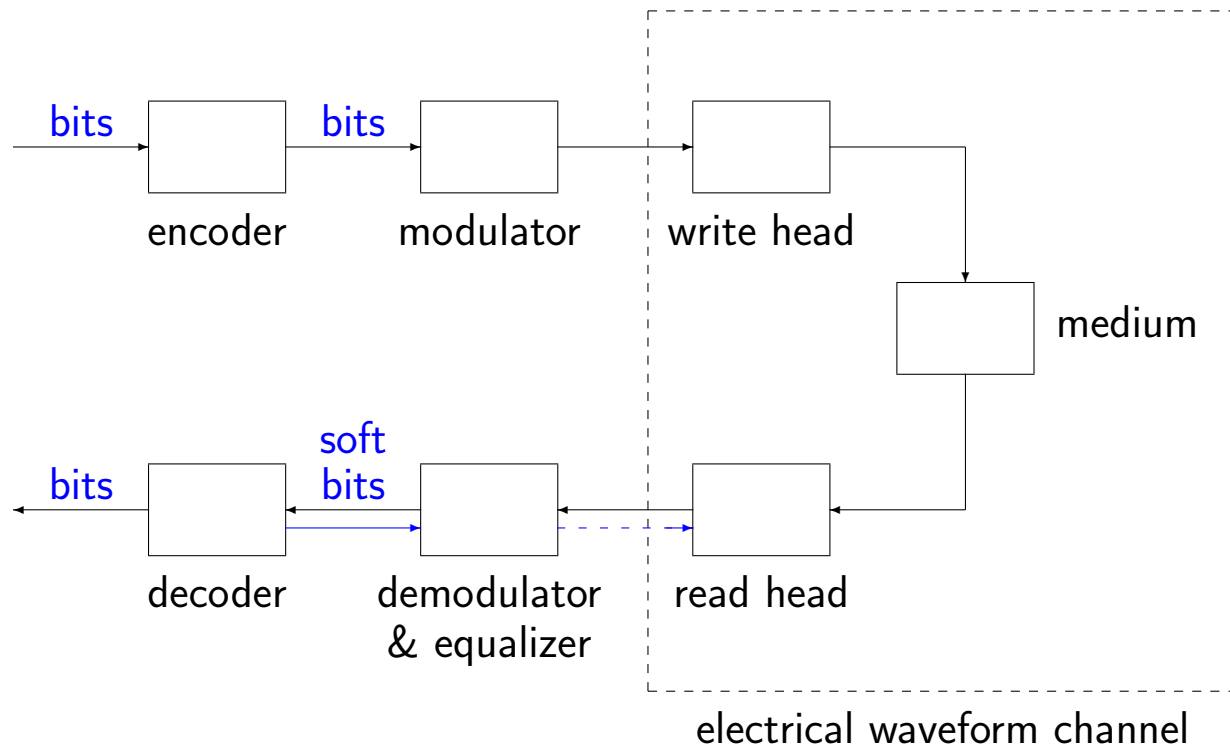 bits
bits
encoder
modulator
write head
medium
bits
soft
bits
decoder
demodulator
& equalizer
read head
electrical waveform channel